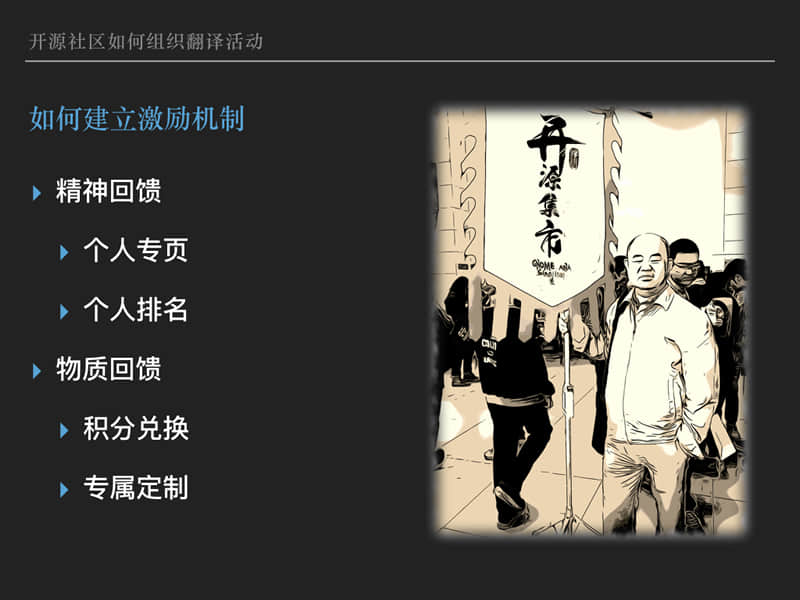 开源社区如何组织翻译活动
如何建立激励机制
精神回馈
个人专页
个人排名
物质回馈
积分兑换
专属定制
开源集市
GNOME ASIA